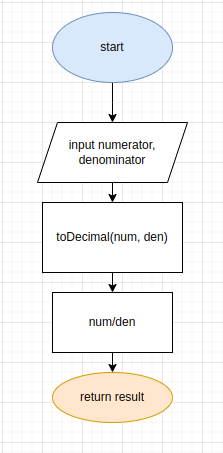 start
input numerator,
denominator
toDecimal(num, den)
num/den
return result